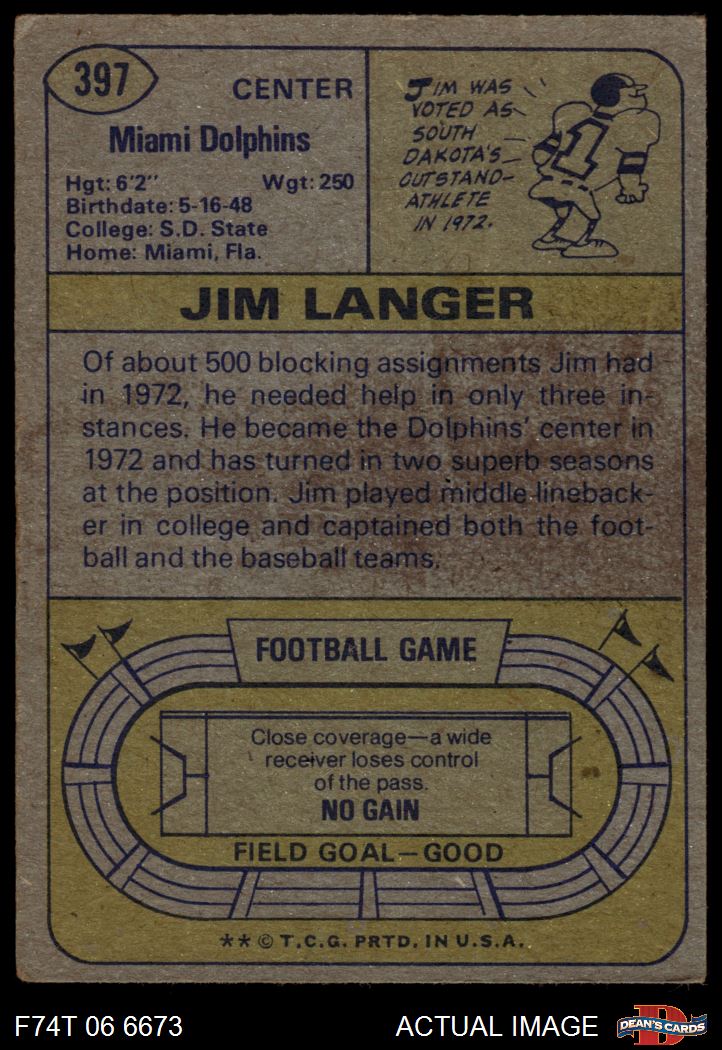 397
CENTER
Miami Dolphins
Hgt: 6'2" Wgt: 250
Birthdate: 5-16-48
College: S.D. State
Home: Miami, Fla.
JIM WAS
VOTED AS
SOUTH
DAKOTA'S
OUTSTAND-
ATHLETE
IN 1972.
1
JIM LANGER
Of about 500 blocking assignments Jim had
in 1972, he needed help in only three in-
stances. He became the Dolphins' center in
1972 and has turned in two superb seasons
at the position. Jim played middle lineback-
er in college and captained both the foot-
ball and the baseball teams.
FOOTBALL GAME
Close coverage—a wide
receiver loses control
of the pass.
NO GAIN
FIELD GOAL—GOOD
** © T.C.G. PRTD. IN U.S.A.
F74T 06 6673 ACTUAL IMAGE
D
DEAN'S CARDS